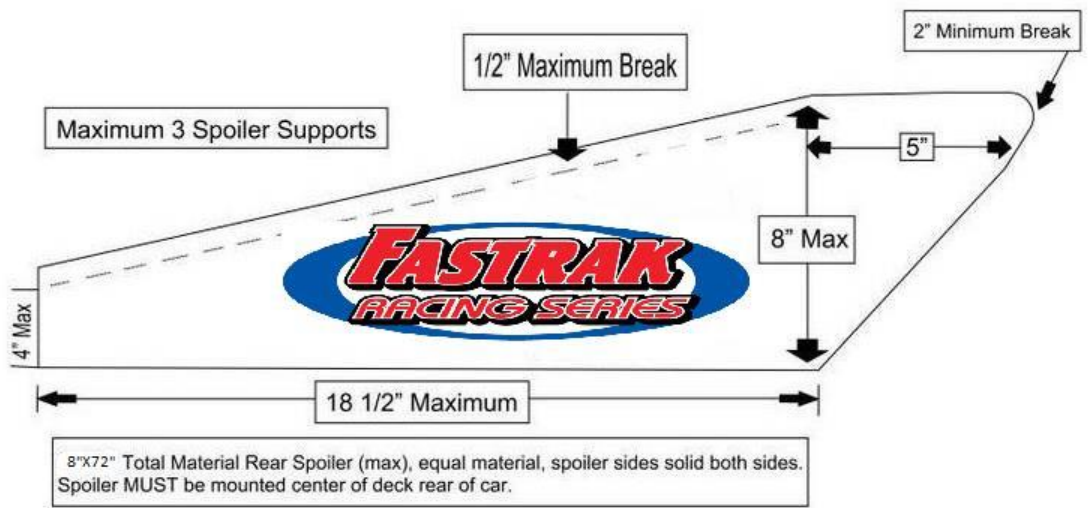 2” Minimum Break
1/2” Maximum Break
Maximum 3 Spoiler Supports
5”
8” Max
FASTRAK
RACING SERIES
4” Max
18 1/2” Maximum
8"X72" Total Material Rear Spoiler (max), equal material, spoiler sides solid both sides.
Spoiler MUST be mounted center of deck rear of car.